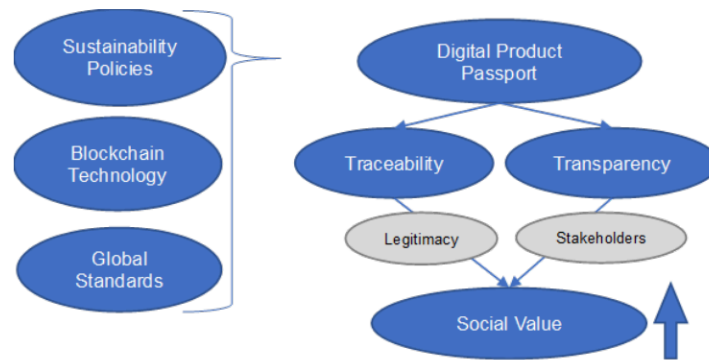 Sustainability
Policies
Blockchain
Technology
Global
Standards
Digital Product
Passport
Traceability
Transparency
Legitimacy
Stakeholders
Social Value